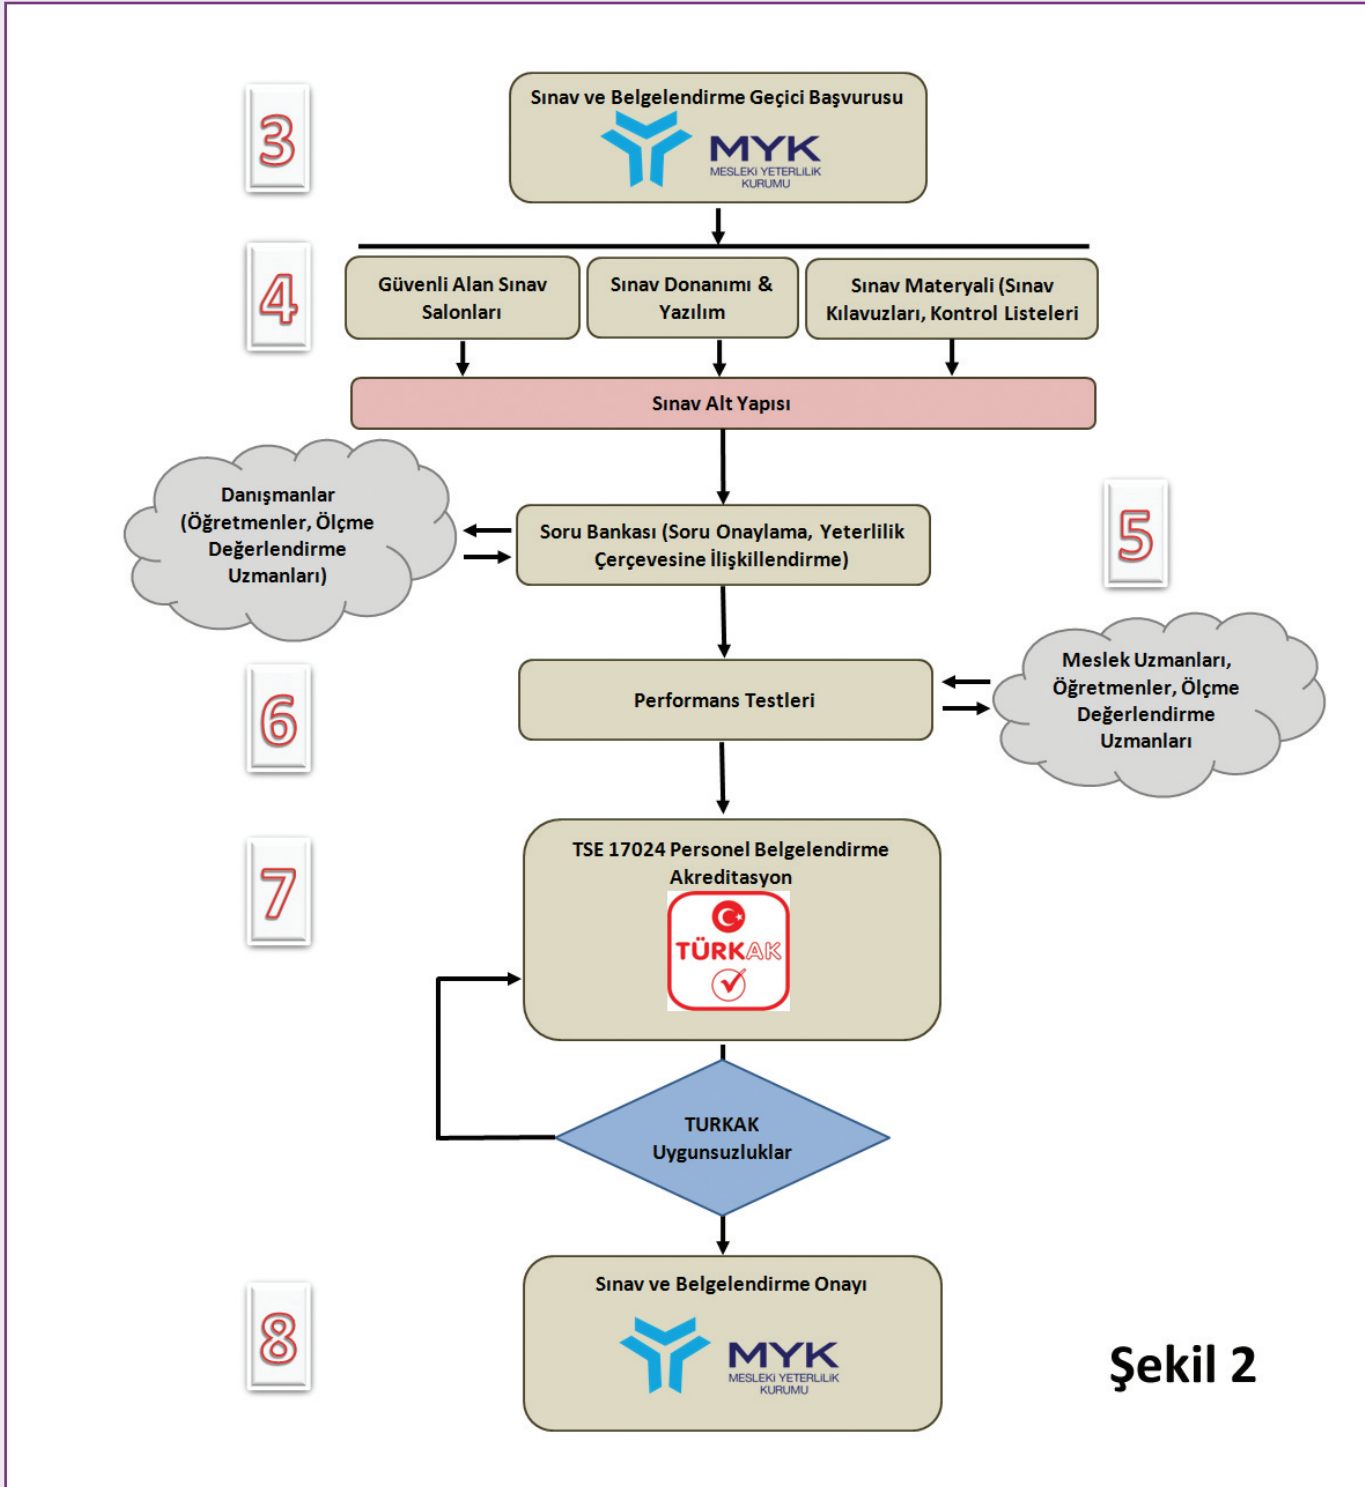 3
Sınav ve Belgelendirme Geçici Başvurusu
MYK
MESLEKİ YETERLİLİK
KURUMU
4
Güvenli Alan Sınav
Salonları
Sınav Donanımı &
Yazılım
Sınav Materyali (Sınav
Kılavuzları, Kontrol Listeleri
Sınav Alt Yapısı
Danışmanlar
(Öğretmenler, Ölçme
Değerlendirme
Uzmanları)
Soru Bankası (Soru Onaylama, Yeterlilik
Çerçevesine İlişkillendirme)
5
6
Performans Testleri
Meslek Uzmanları,
Öğretmenler, Ölçme
Değerlendirme
Uzmanları
7
TSE 17024 Personel Belgelendirme
Akreditasyon
TÜRKAK
TURKAK
Uygunsuzluklar
8
Sınav ve Belgelendirme Onayı
MYK
MESLEKİ YETERLİLİK
KURUMU
Şekil 2